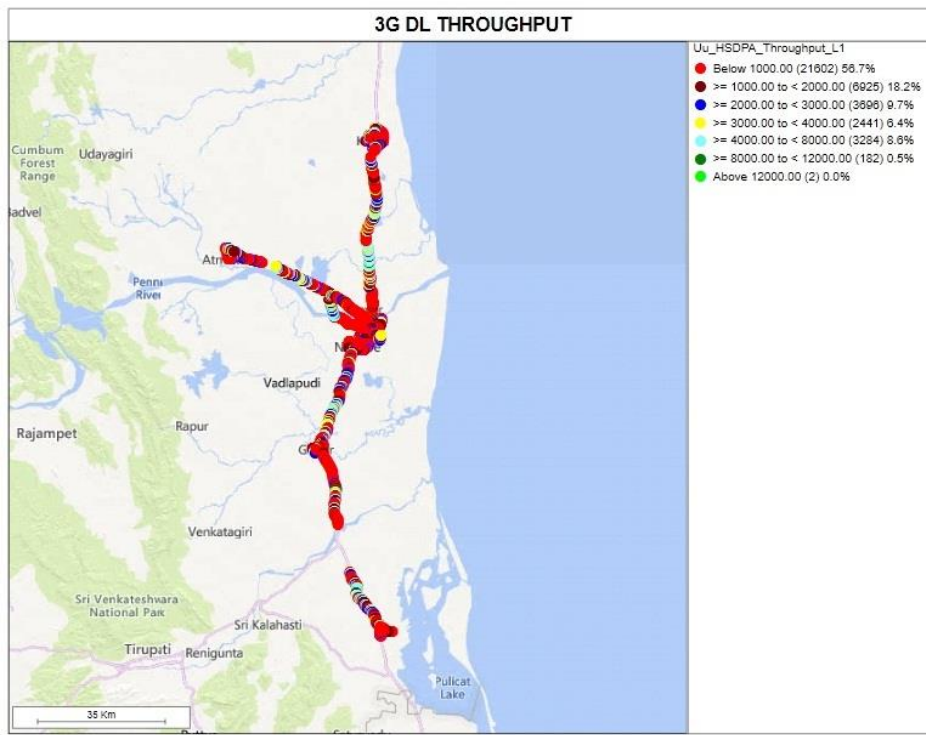 3G DL THROUGHPUT
Uu_HSDPA_Throughput_L1
Below 1000.00 (21602) 56.7%
>= 1000.00 to < 2000.00 (6925) 18.2%
>= 2000.00 to < 3000.00 (3696) 9.7%
>= 3000.00 to < 4000.00 (2441) 6.4%
>= 4000.00 to < 8000.00 (3284) 8.6%
>= 8000.00 to < 12000.00 (182) 0.5%
Above 12000.00 (2) 0.0%
Cumbum
Forest
Range
Udayagiri
Penn
River
Vadlapudi
Rapur
Rajampet
Venkatagiri
Sri Venkateshwara
National Park
Sri Kalahasti
Tirupati
Renigunta
Pulicat
Lake
35 Km